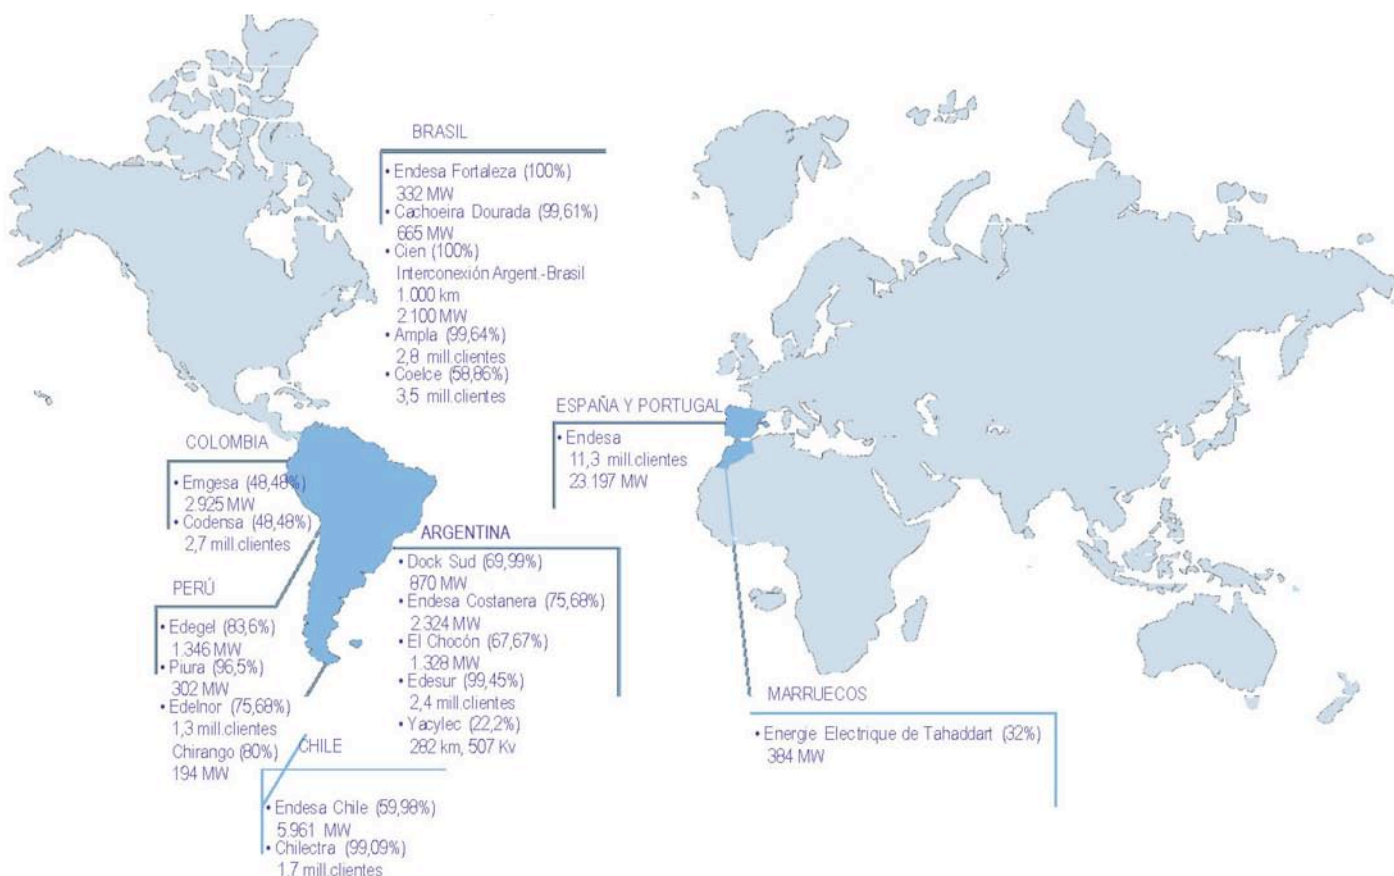 BRASIL
• Endesa Fortaleza (100%)
332 MW
• Cachoeira Dourada (99,61%)
665 MW
• Cien (100%)
Interconexión Argent.-Brasil
1.000 km
2.100 MW
• Ampla (99,64%)
2,8 mill.clientes
• Coelce (58,86%)
3,5 mill.clientes
ESPAÑA Y PORTUGAL
• Endesa
11,3 mill.clientes
23.197 MW
COLOMBIA
• Emgesa (48,48%)
2.925 MW
• Codensa (48,48%)
2,7 mill.clientes
ARGENTINA
• Dock Sud (69,99%)
870 MW
• Endesa Costanera (75,68%)
2.324 MW
• El Chocón (67,67%)
1.328 MW
• Edesur (99,45%)
2,4 mill.clientes
• Yacylec (22,2%)
282 km, 507 Kv
PERÚ
• Edegel (83,6%)
1.346 MW
• Piura (96,5%)
302 MW
• Edelnor (75,68%)
1,3 mill.clientes
Chirango (80%)
194 MW
MARRUECOS
• Energie Electrique de Tahaddart (32%)
384 MW
CHILE
• Endesa Chile (59,98%)
5.961 MW
• Chilectra (99,09%)
1,7 mill.clientes